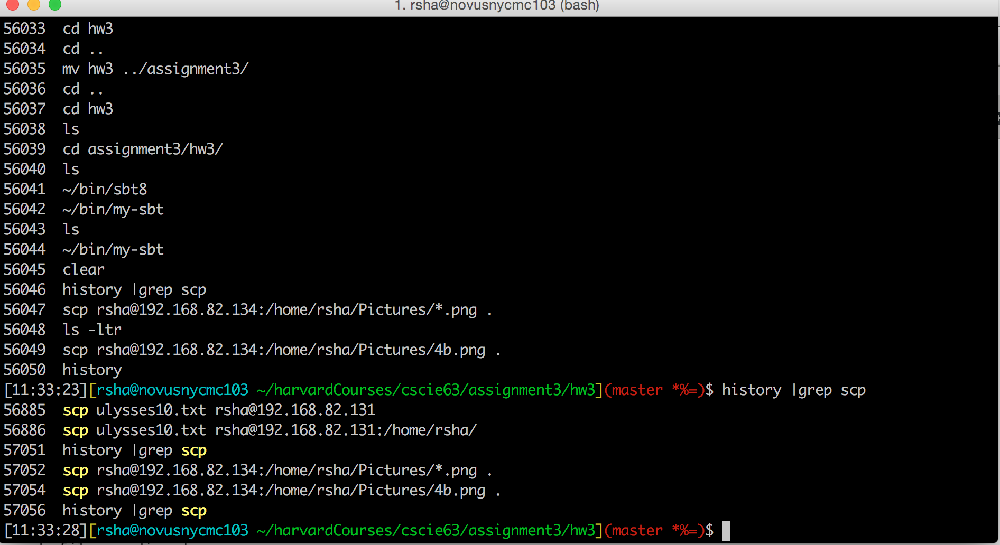 1. rsha@novusnycmc103 (bash)
56033  cd hw3
56034  cd ..
56035  mv hw3 ../assignment3/
56036  cd ..
56037  cd hw3
56038  ls
56039  cd assignment3/hw3/
56040  ls
56041  ~/bin/sbt8
56042  ~/bin/my-sbt
56043  ls
56044  ~/bin/my-sbt
56045  clear
56046  history |grep scp
56047  scp rsha@192.168.82.134:/home/rsha/Pictures/*.png .
56048  ls -ltr
56049  scp rsha@192.168.82.134:/home/rsha/Pictures/4b.png .
56050  history
[11:33:23][rsha@novusnycmc103 ~/harvardCourses/cscie63/assignment3/hw3](master *%=)$ history |grep scp
56885  scp ulysses10.txt rsha@192.168.82.131
56886  scp ulysses10.txt rsha@192.168.82.131:/home/rsha/
57051  history |grep scp
57052  scp rsha@192.168.82.134:/home/rsha/Pictures/*.png .
57054  scp rsha@192.168.82.134:/home/rsha/Pictures/4b.png .
57056  history |grep scp
[11:33:28][rsha@novusnycmc103 ~/harvardCourses/cscie63/assignment3/hw3](master *%=)$